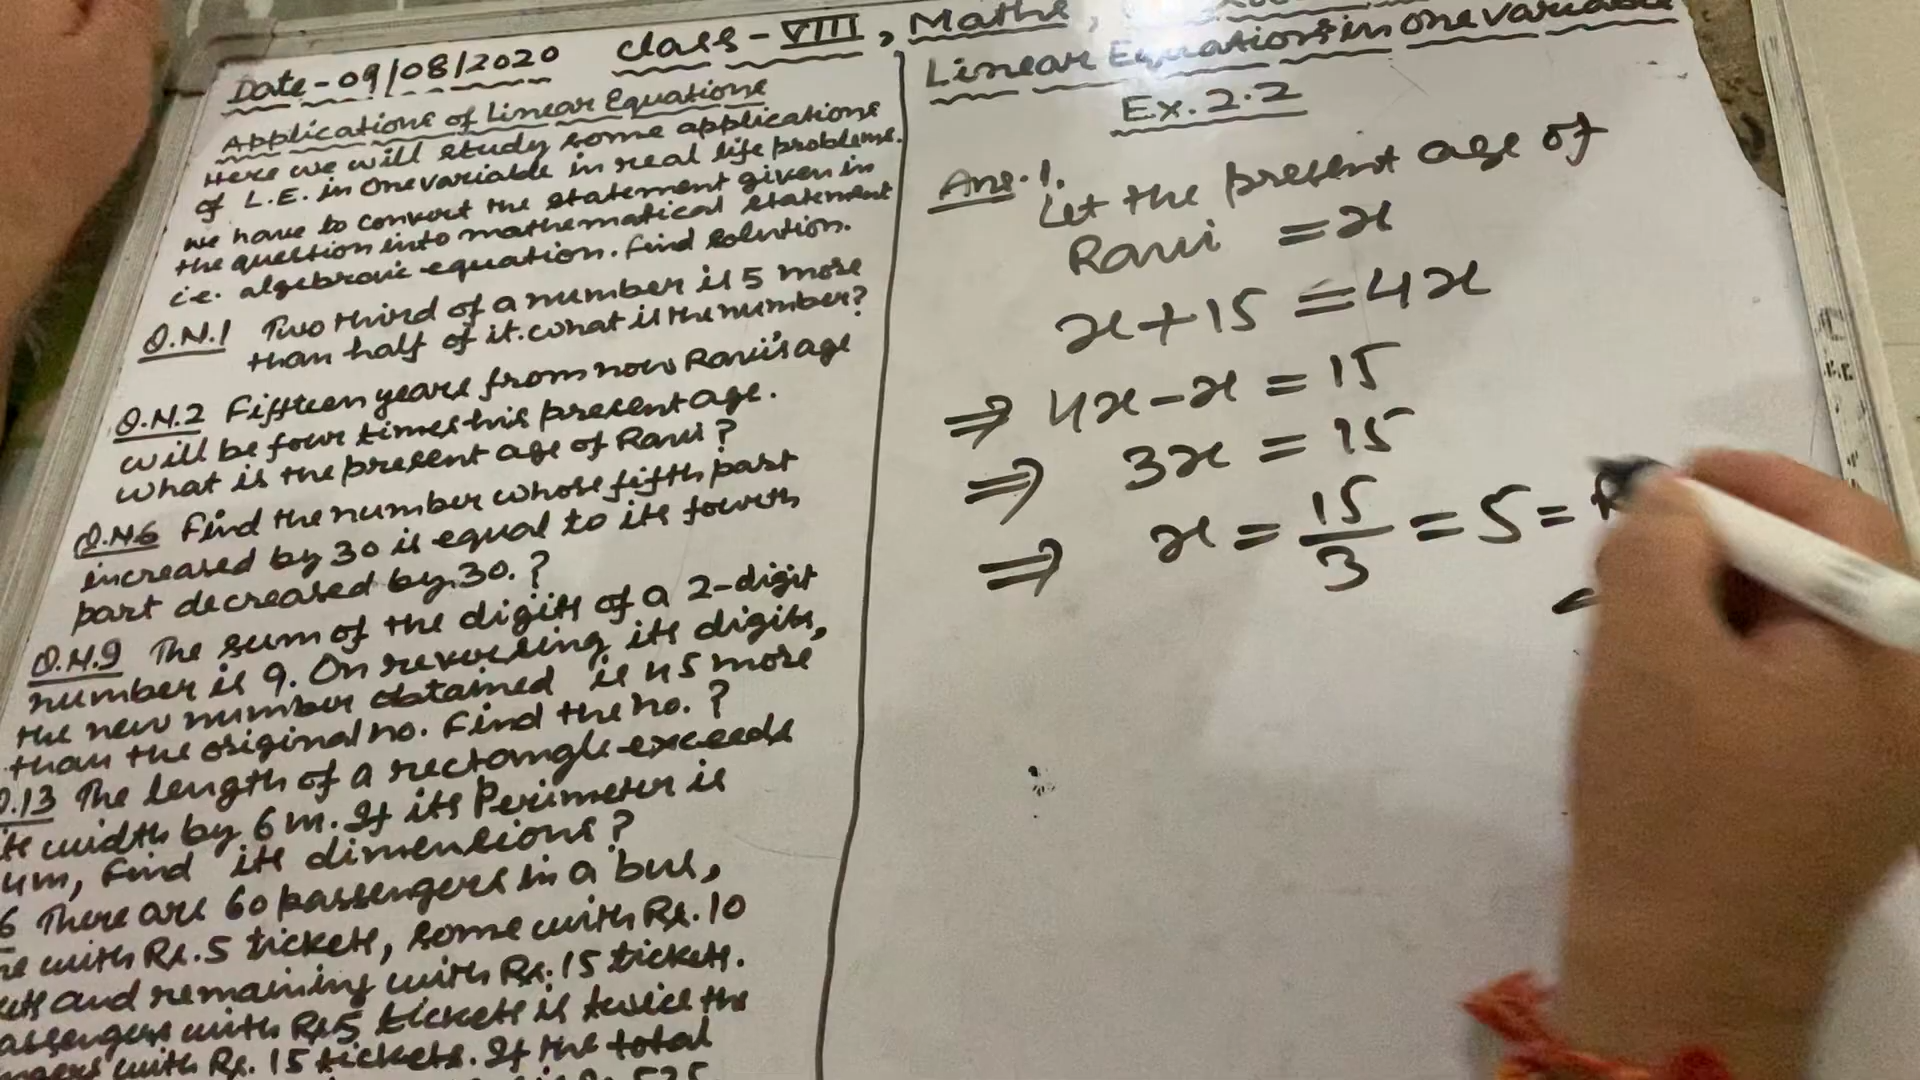 Date-09/08/2020 Class-VIII, Maths,
Applications of Linear Equations
Here we will study some applications
of L.E. in one variable in real life problems.
we have to convert the statement given in
the question into mathematical statement
i.e. algebraic equation. Find solution.
Q.N.1 Two third of a number is 5 more
than half of it. what is the number?
Q.N.2 Fifteen years from now Ravi's age
will be four times his present age.
what is the present age of Ravi?
Q.N.6 Find the number whose fifth part
increased by 30 is equal to its fourth
part decreased by 30.?
Q.N.9 The sum of the digits of a 2-digit
number is 9. On reversing its digits,
the new number obtained is 45 more
than the original no. Find the no.?
.13 The length of a rectangle exceeds
its width by 6m. If its Perimeter is
4m, Find its dimensions?
6 There are 60 passengers in a bus,
with Rs.5 tickets, some with Rs.10
and remaining with Rs.15 tickets.
with Rs5 tickets is twice the
with Rs. 15 tickets. If the total
525
Linear Equations in one variable
Ex. 2.2
Ans.1.
Let the present age of
Ravi = x
x+15 = 4x
⇒ 4x-x = 15
⇒ 3x = 15
⇒ x = 15/3 = 5 =